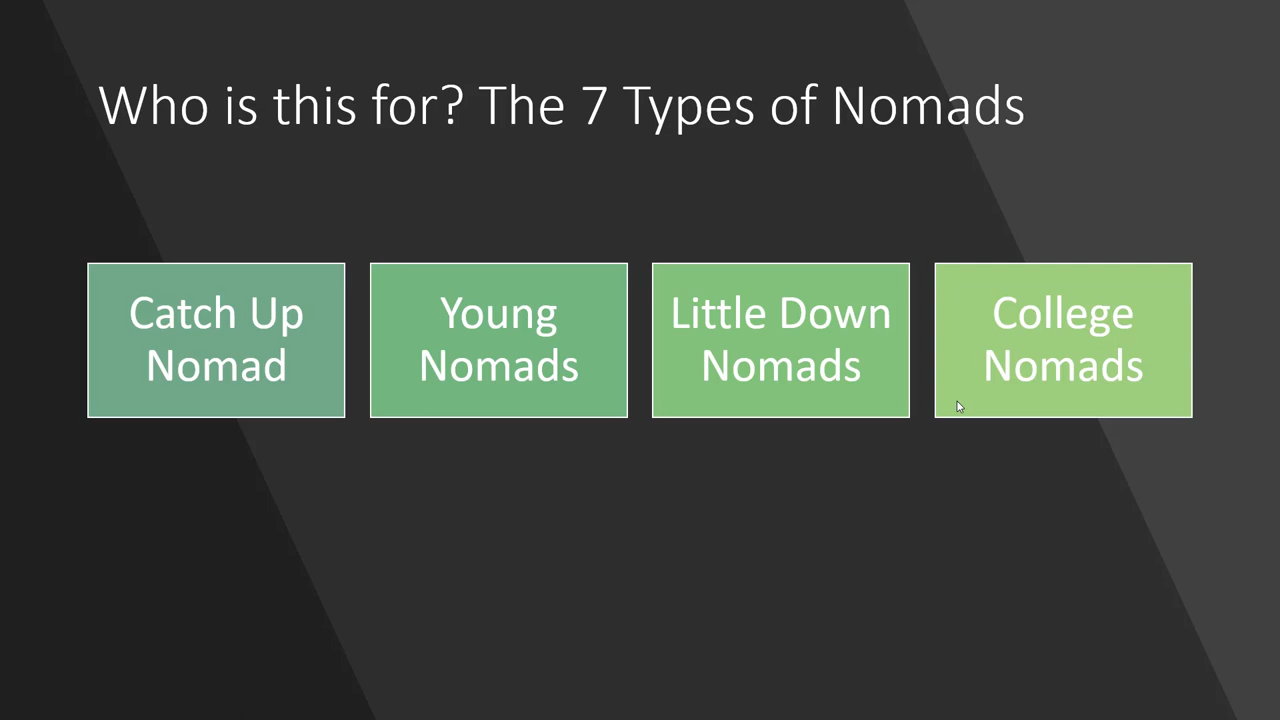 Who is this for? The 7 Types of Nomads
Catch Up
Nomad
Young
Nomads
Little Down
Nomads
College
Nomads